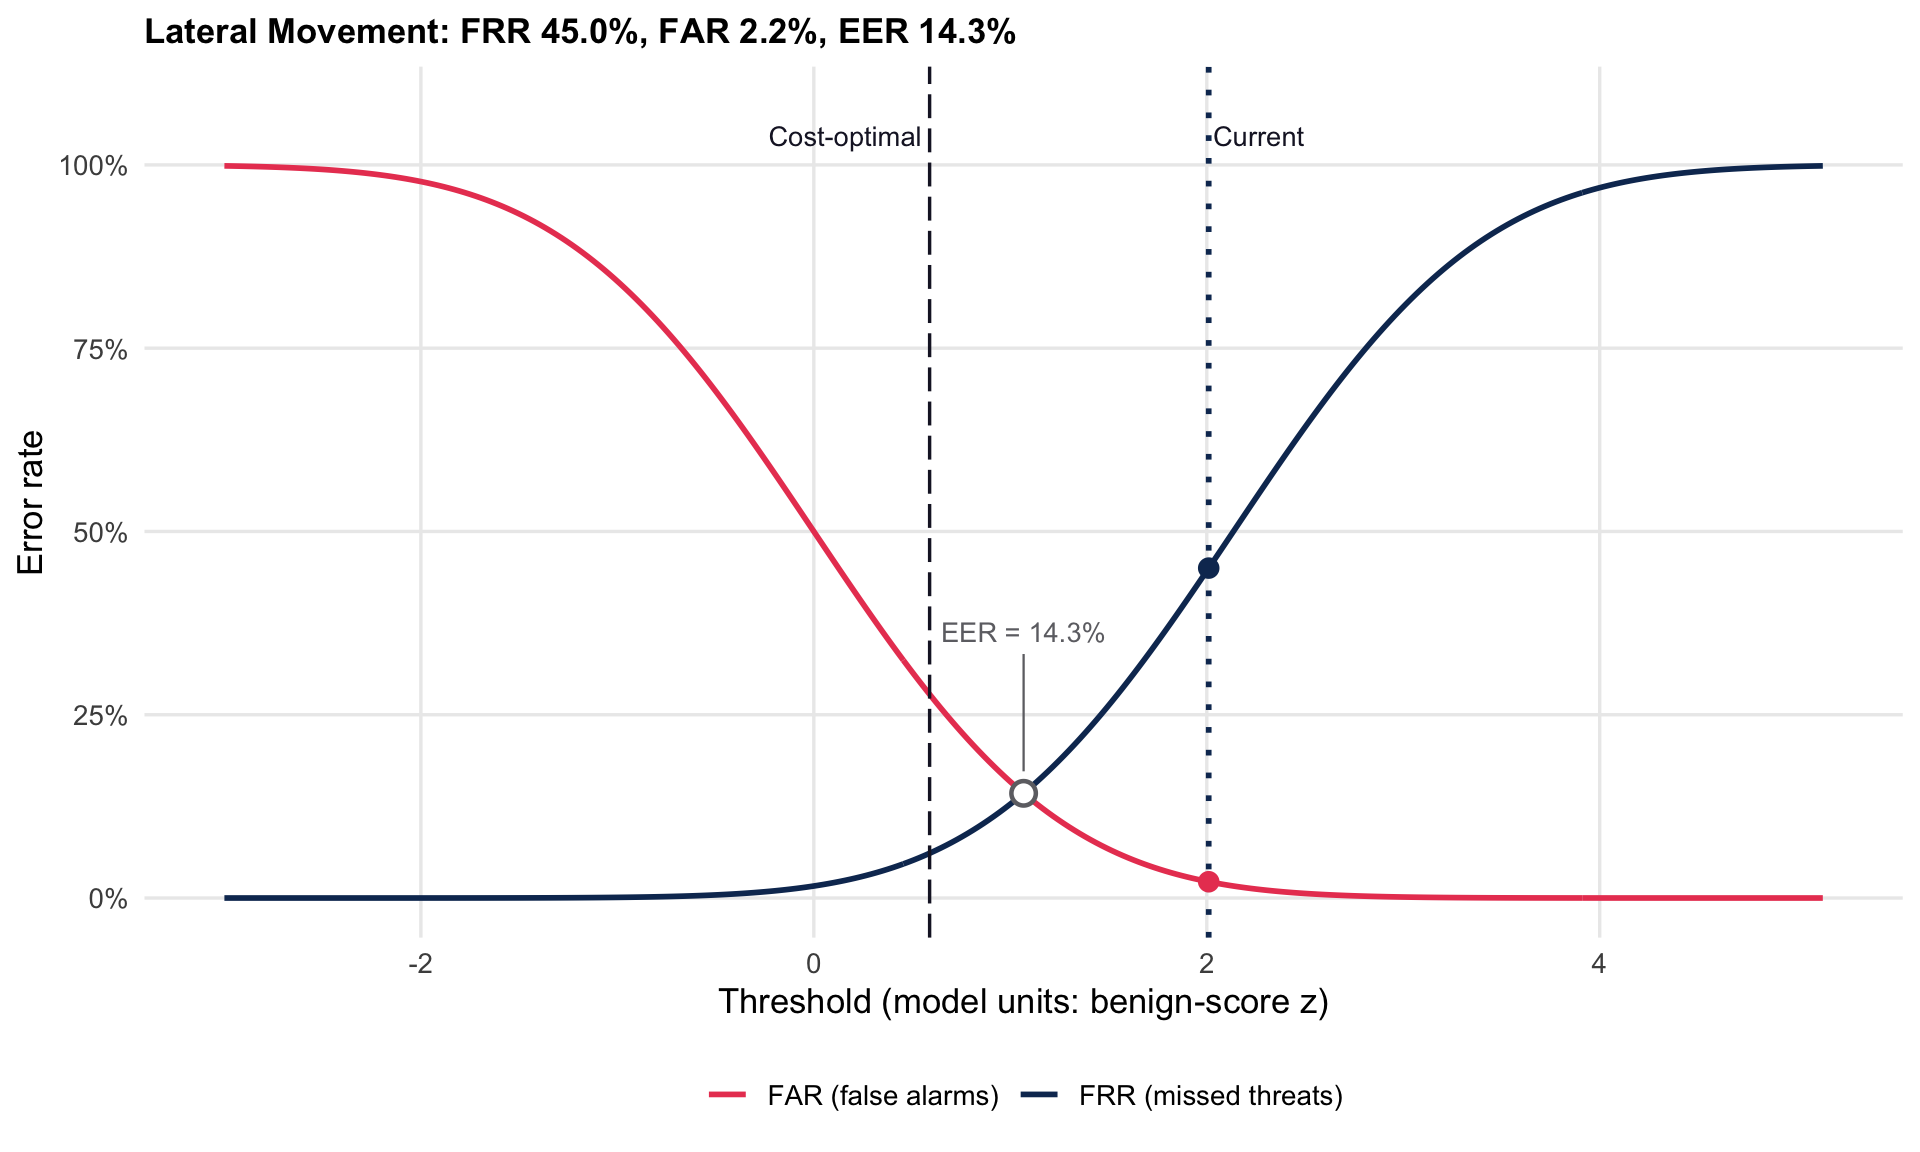 Lateral Movement: FRR 45.0%, FAR 2.2%, EER 14.3%
Cost-optimal
Current
100%
75%
50%
25%
0%
Error rate
EER = 14.3%
-2
0
2
4
Threshold (model units: benign-score z)
FAR (false alarms)
FRR (missed threats)